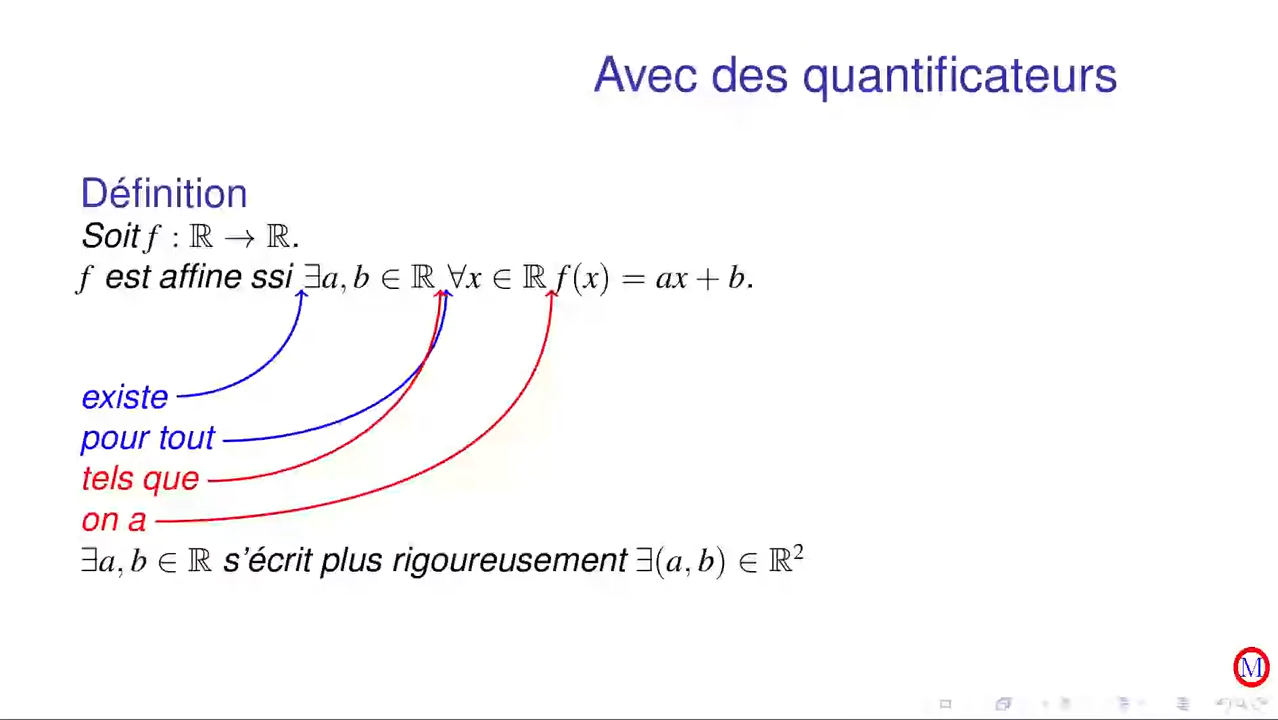 Avec des quantificateurs
Définition
Soit f : ℝ → ℝ.
f est affine ssi ∃a, b ∈ ℝ ∀x ∈ ℝ f(x) = ax + b.
existe
pour tout
tels que
on a
∃a, b ∈ ℝ s'écrit plus rigoureusement ∃(a, b) ∈ ℝ²
M